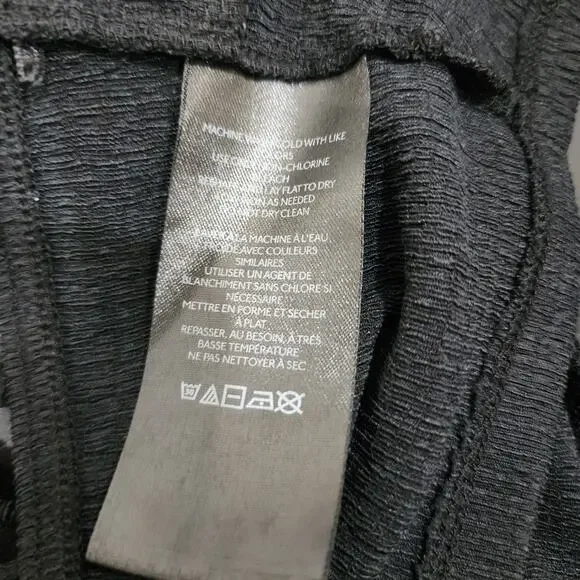 MACHINE WASH COLD WITH LIKE
COLORS
USE ONLY NON-CHLORINE
BLEACH
RESHAPE AND LAY FLAT TO DRY
IRON AS NEEDED
DO NOT DRY CLEAN
LAVER À LA MACHINE À L'EAU
FROIDE AVEC COULEURS
SIMILAIRES
UTILISER UN AGENT DE
BLANCHIMENT SANS CHLORE SI
NÉCESSAIRE
METTRE EN FORME ET SÉCHER
À PLAT
REPASSER, AU BESOIN, À TRÈS
BASSE TEMPÉRATURE
NE PAS NETTOYER À SEC
30